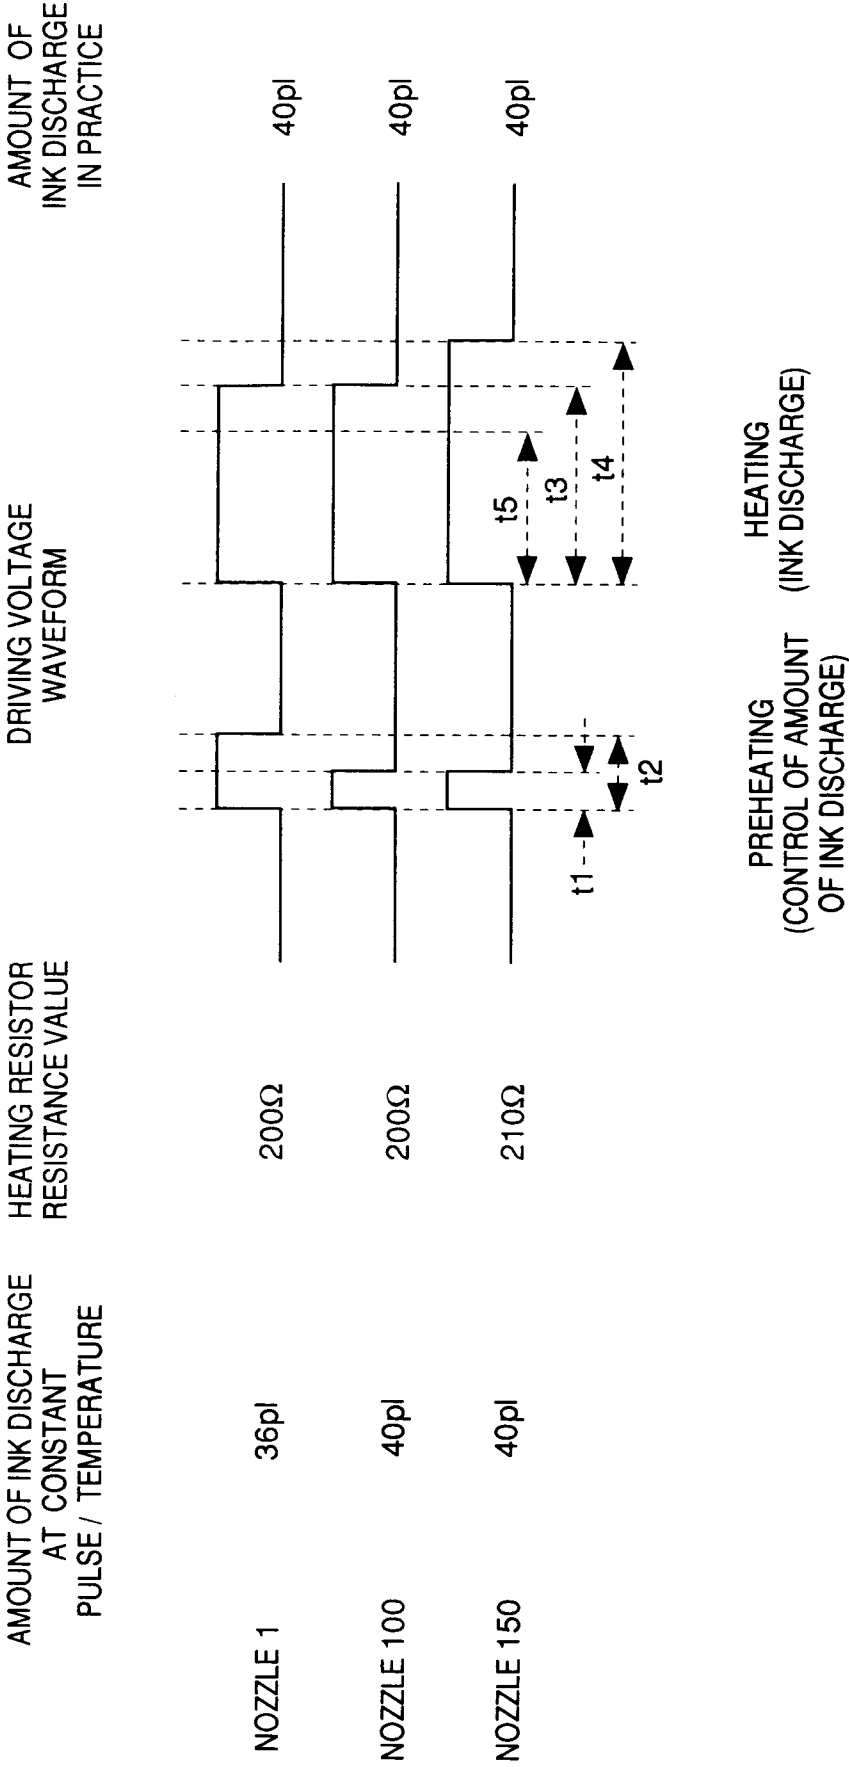 AMOUNT OF INK DISCHARGE
AT CONSTANT
PULSE / TEMPERATURE
HEATING RESISTOR
RESISTANCE VALUE
DRIVING VOLTAGE
WAVEFORM
AMOUNT OF
INK DISCHARGE
IN PRACTICE
NOZZLE 1
36pl
200Ω
40pl
NOZZLE 100
40pl
200Ω
40pl
NOZZLE 150
40pl
210Ω
40pl
t1
t2
t5
t3
t4
PREHEATING
(CONTROL OF AMOUNT
OF INK DISCHARGE)
HEATING
(INK DISCHARGE)